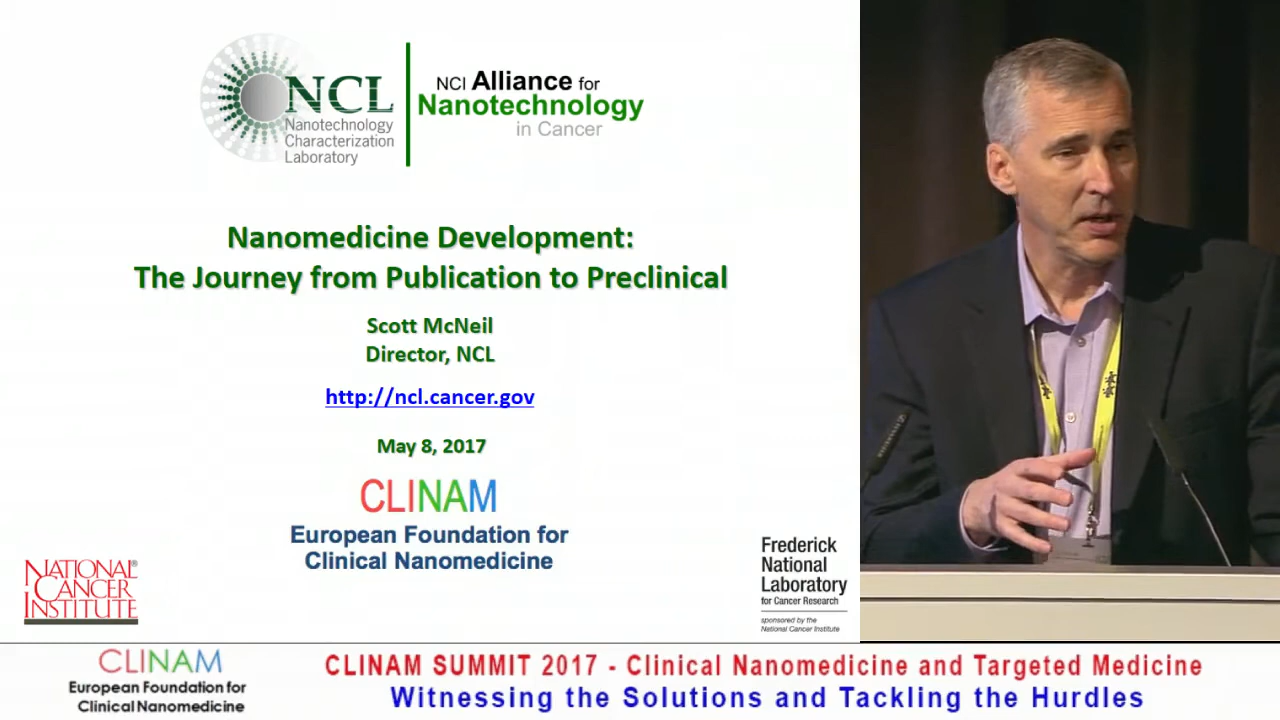 NCL
Nanotechnology
Characterization
Laboratory
NCI Alliance for
Nanotechnology
in Cancer
Nanomedicine Development:
The Journey from Publication to Preclinical
Scott McNeil
Director, NCL
http://ncl.cancer.gov
May 8, 2017
CLINAM
European Foundation for
Clinical Nanomedicine
NATIONAL®
CANCER
INSTITUTE
Frederick
National
Laboratory
for Cancer Research
sponsored by the
National Cancer Institute
CLINAM
European Foundation for
Clinical Nanomedicine
CLINAM SUMMIT 2017 - Clinical Nanomedicine and Targeted Medicine
Witnessing the Solutions and Tackling the Hurdles